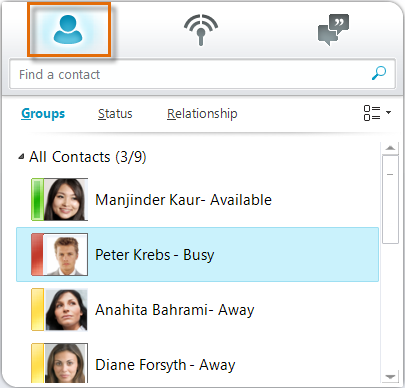 Find a contact
Groups Status Relationship
All Contacts (3/9)
Manjinder Kaur- Available
Peter Krebs - Busy
Anahita Bahrami- Away
Diane Forsyth - Away